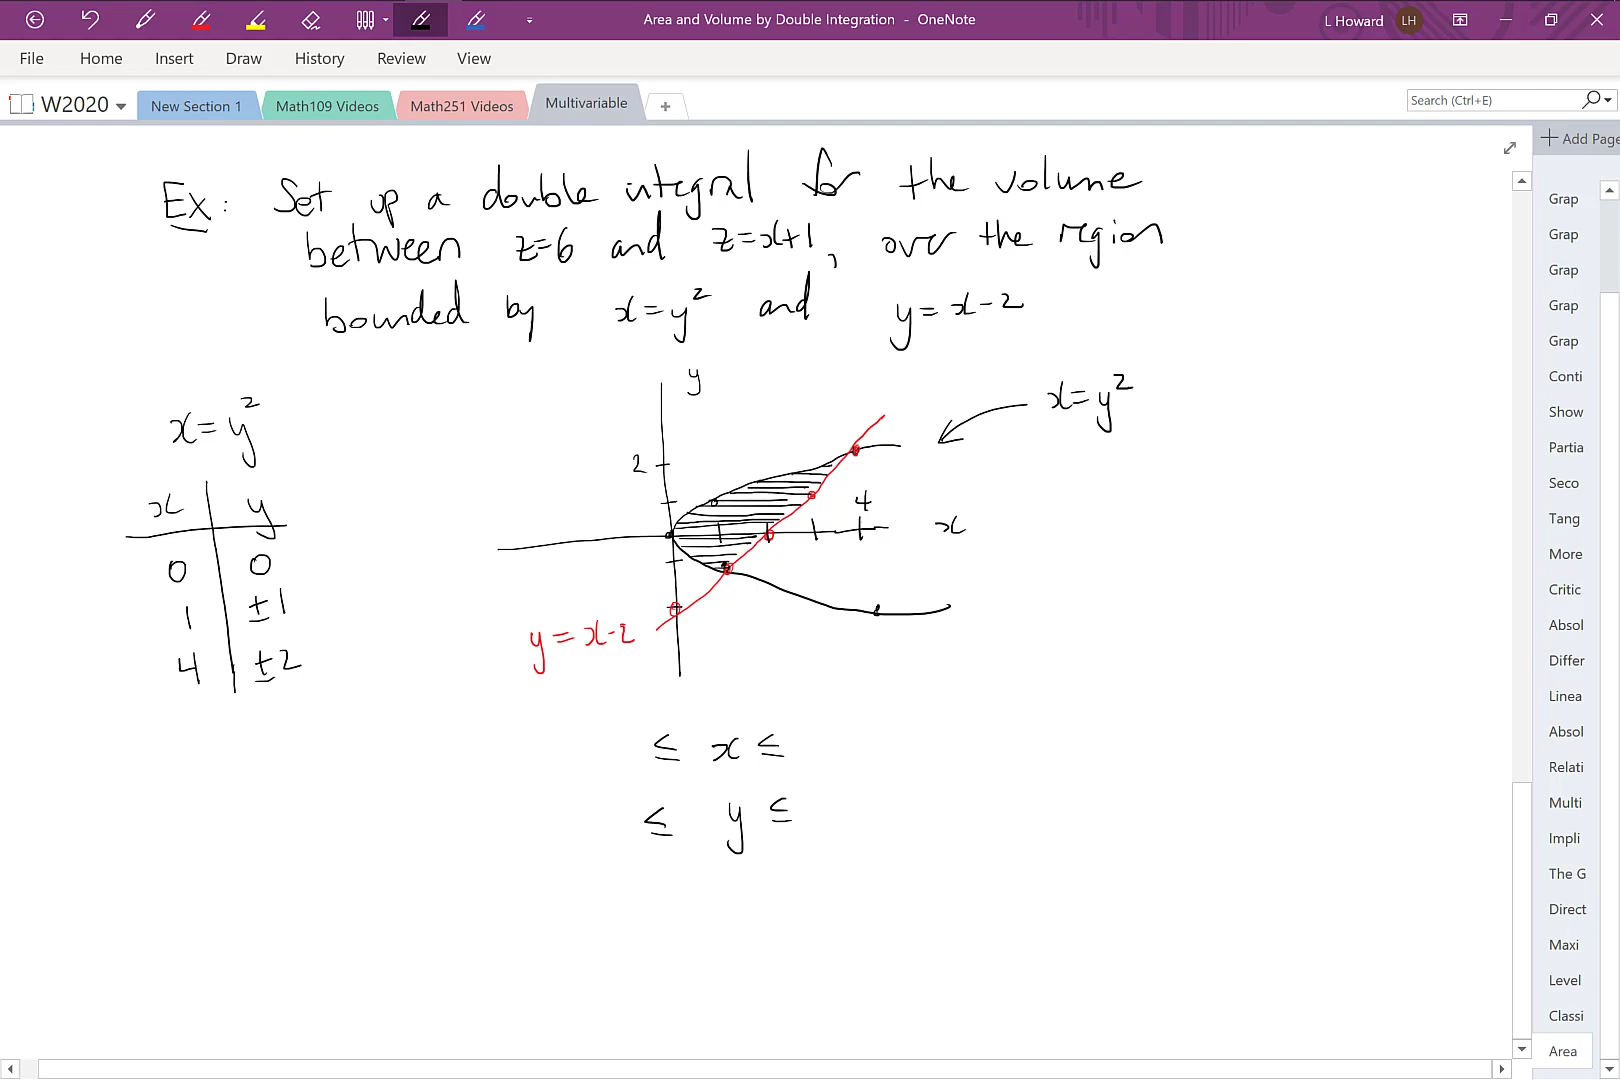 Area and Volume by Double Integration - OneNote
L Howard
LH
File Home Insert Draw History Review View
W2020
New Section 1
Math109 Videos
Math251 Videos
Multivariable
Search (Ctrl+E)
Add Page
Ex: Set up a double integral for the volume
between z=6 and z=x+1, over the region
bounded by x=y² and y=x-2
x=y²
x y
0 0
1 ±1
4 ±2
y
2
4
x
x=y²
y=x-2
≤ x ≤
≤ y ≤
Grap
Grap
Grap
Grap
Grap
Conti
Show
Partia
Seco
Tang
More
Critic
Absol
Differ
Linea
Absol
Relati
Multi
Impli
The G
Direct
Maxi
Level
Classi
Area